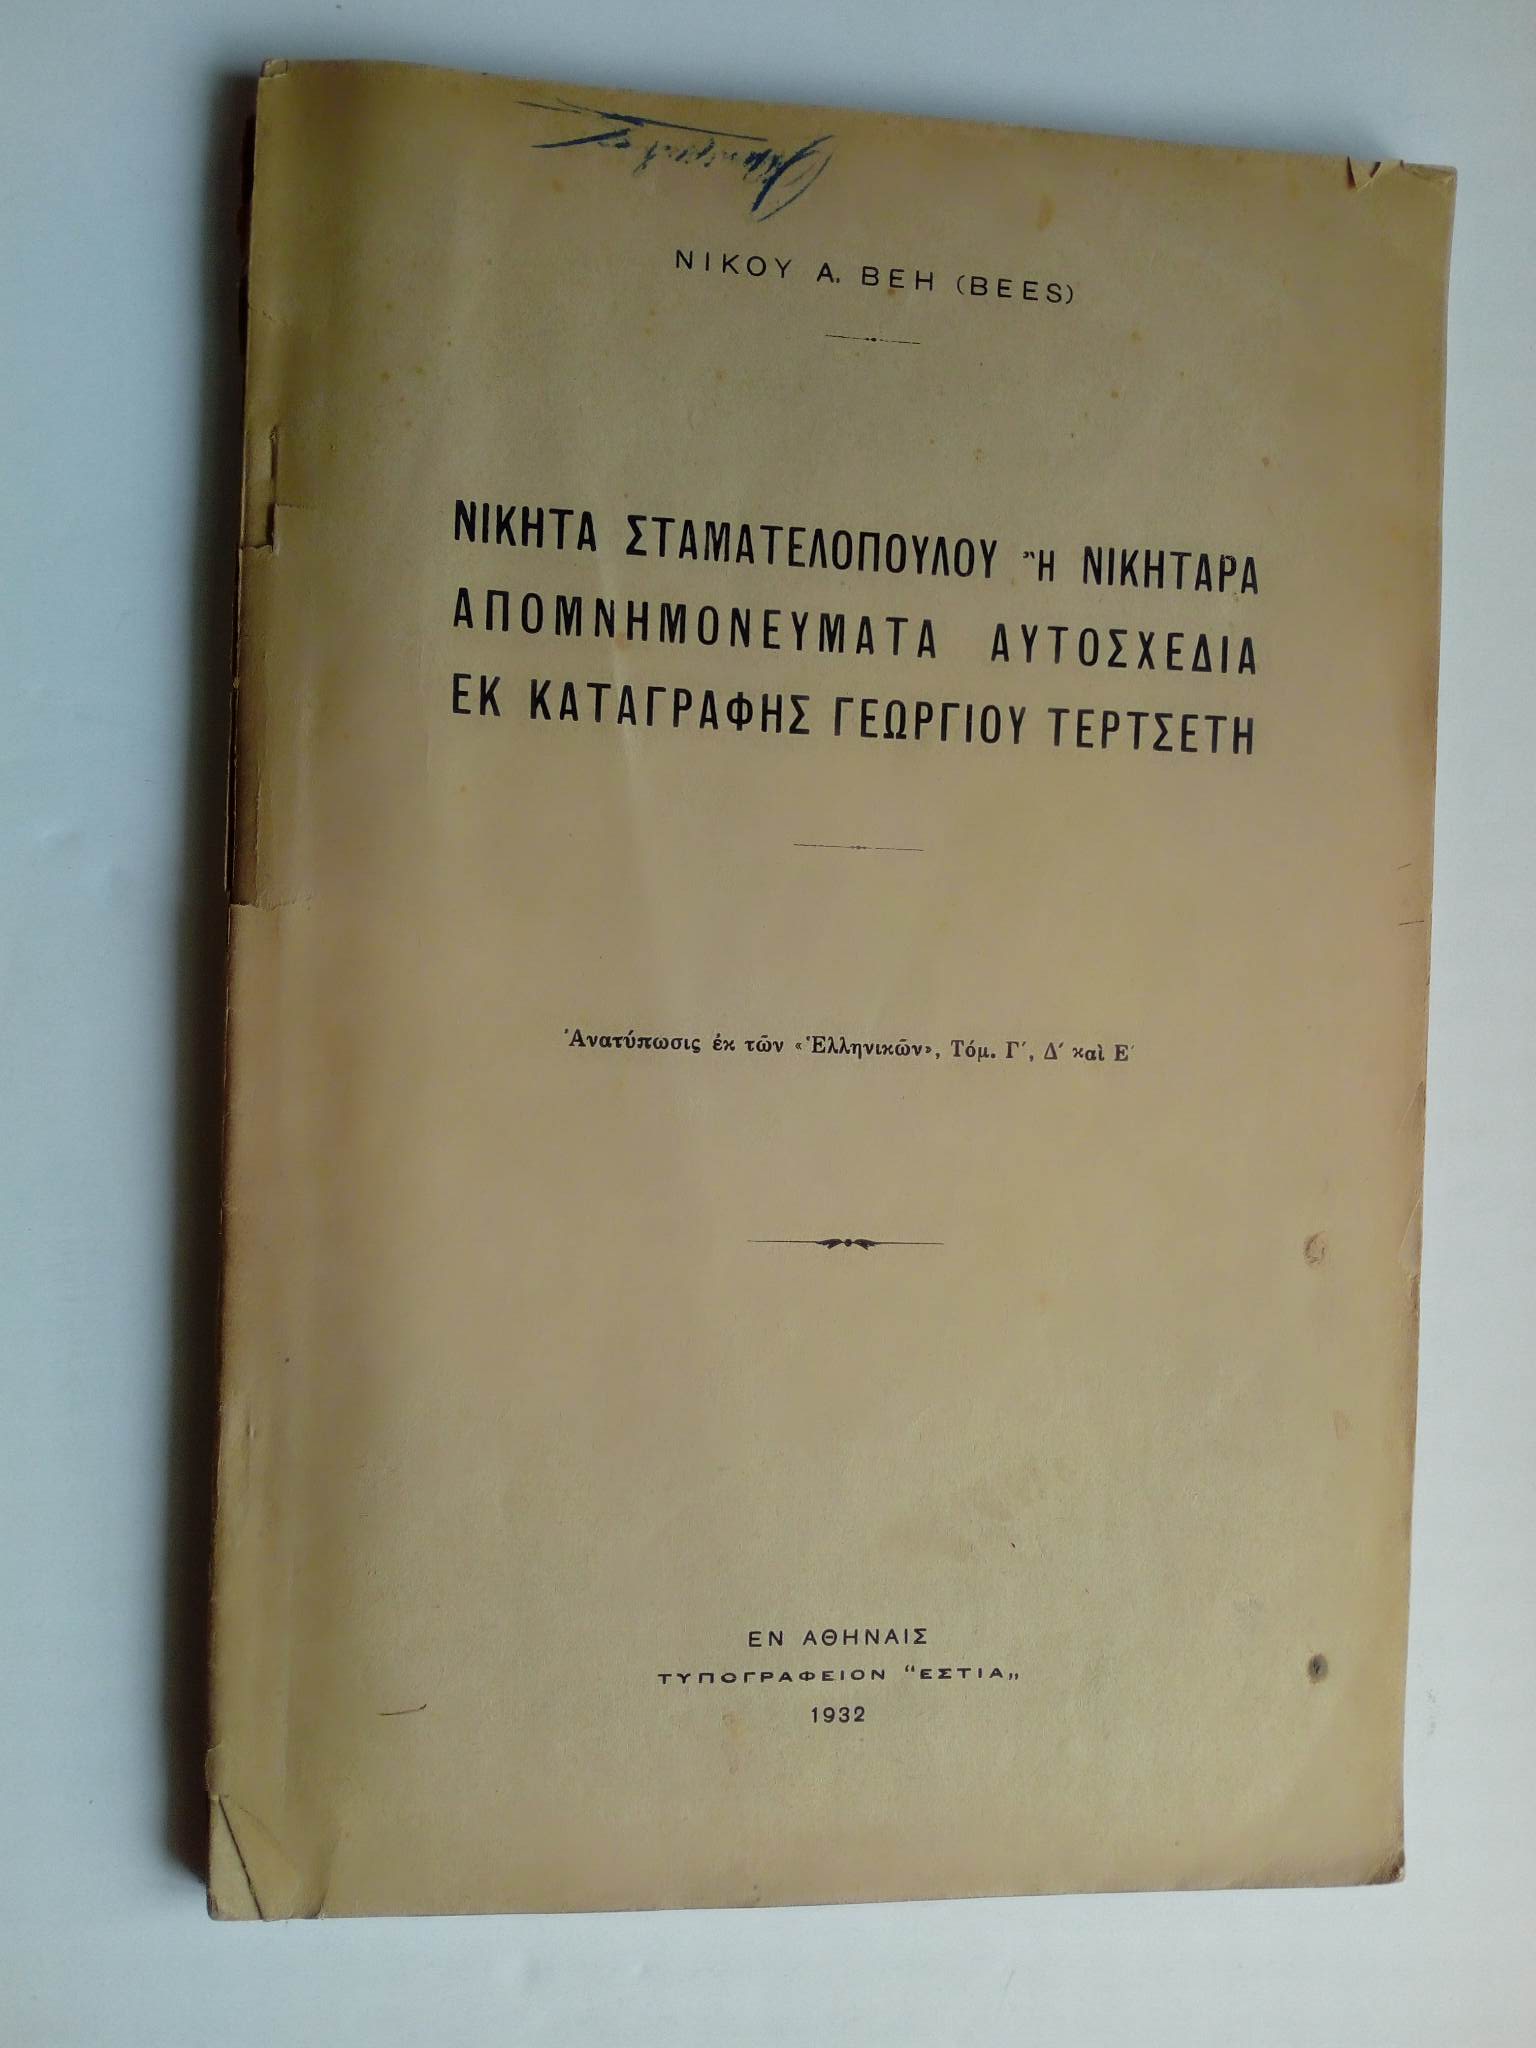 ΝΙΚΟΥ Α. ΒΕΗ (BEES)
ΝΙΚΗΤΑ ΣΤΑΜΑΤΕΛΟΠΟΥΛΟΥ Ἢ ΝΙΚΗΤΑΡΑ
ΑΠΟΜΝΗΜΟΝΕΥΜΑΤΑ ΑΥΤΟΣΧΕΔΙΑ
ΕΚ ΚΑΤΑΓΡΑΦΗΣ ΓΕΩΡΓΙΟΥ ΤΕΡΤΣΕΤΗ
Ἀνατύπωσις ἐκ τῶν «Ἑλληνικῶν», Τόμ. Γ΄, Δ΄ καὶ Ε΄
ΕΝ ΑΘΗΝΑΙΣ
ΤΥΠΟΓΡΑΦΕΙΟΝ “ΕΣΤΙΑ„
1932